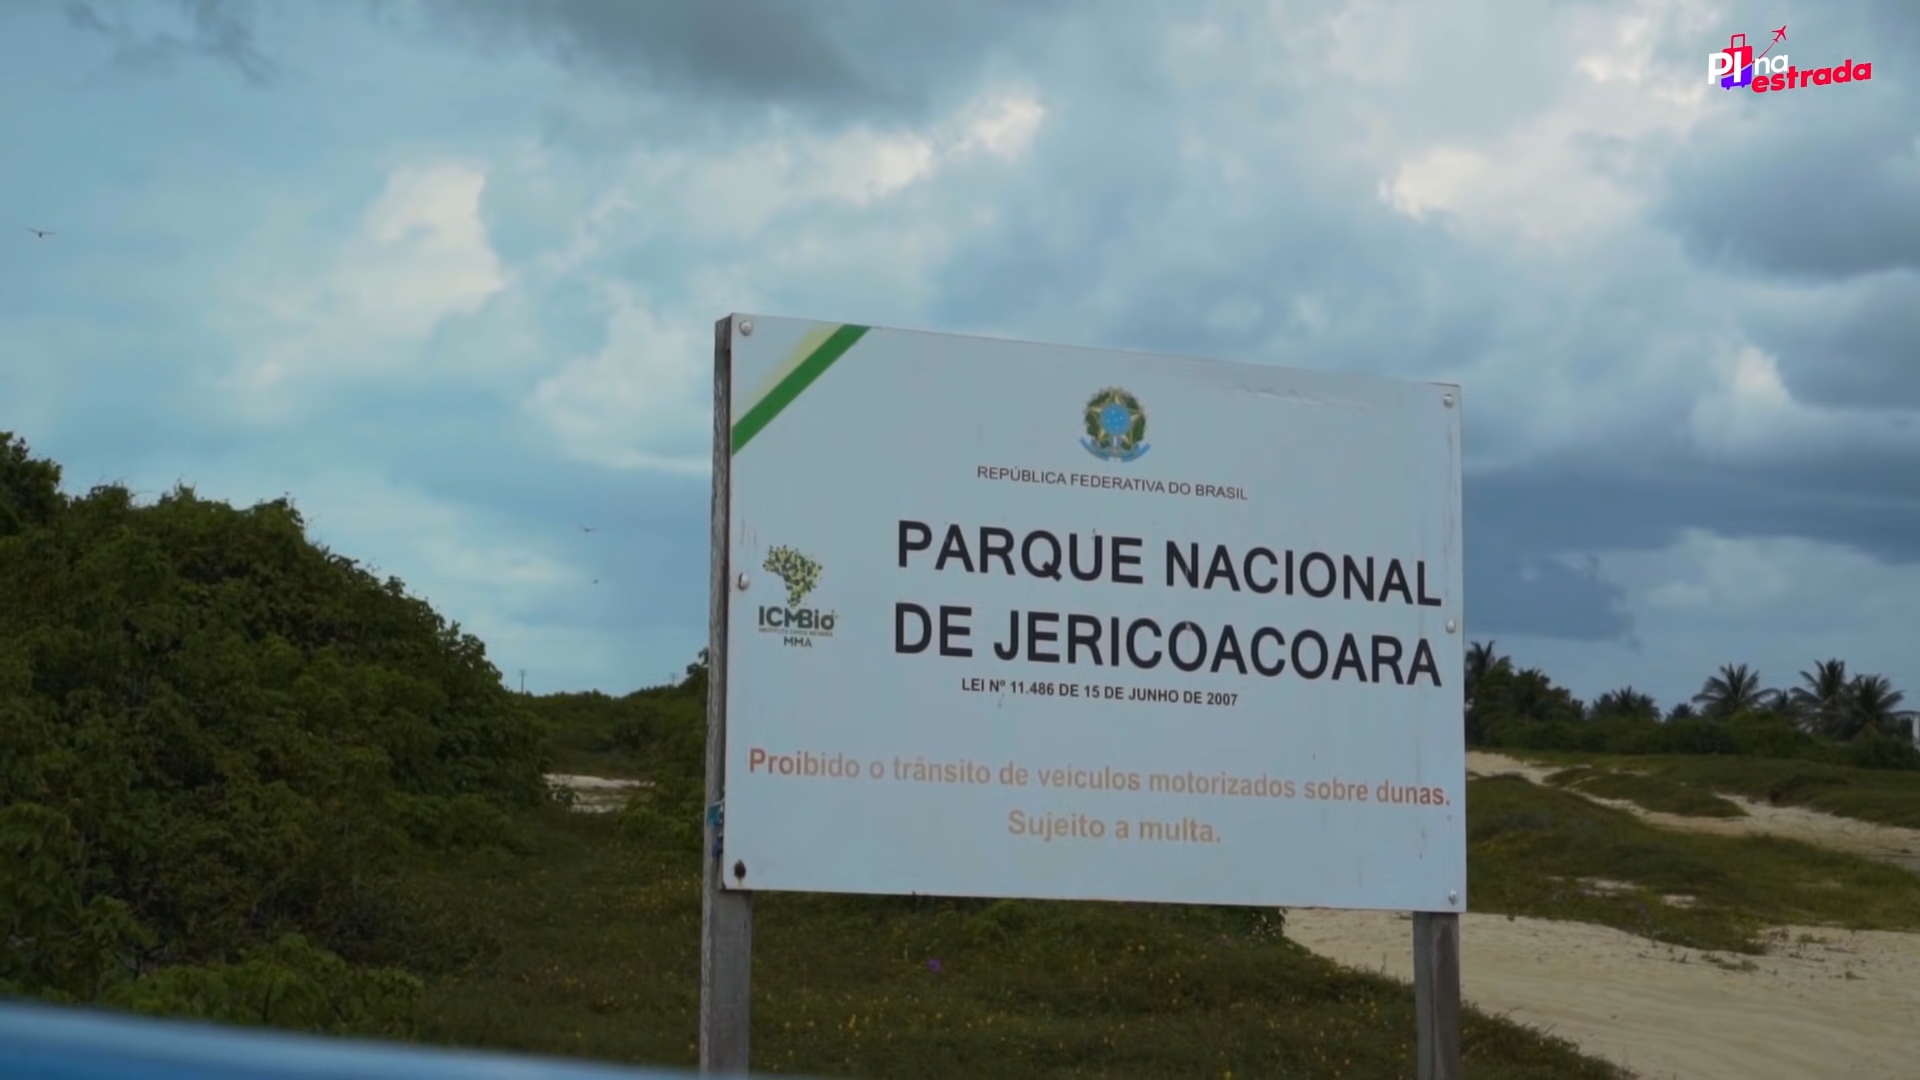 PI na
estrada
REPÚBLICA FEDERATIVA DO BRASIL
PARQUE NACIONAL
DE JERICOACOARA
LEI Nº 11.486 DE 15 DE JUNHO DE 2007
ICMBio
MMA
Proibido o trânsito de veiculos motorizados sobre dunas.
Sujeito a multa.